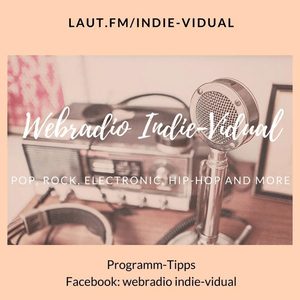 LAUT.FM/INDIE-VIDUAL
Webradio Indie-Vidual
POP, ROCK, ELECTRONIC, HIP-HOP AND MORE
Programm-Tipps
Facebook: webradio indie-vidual